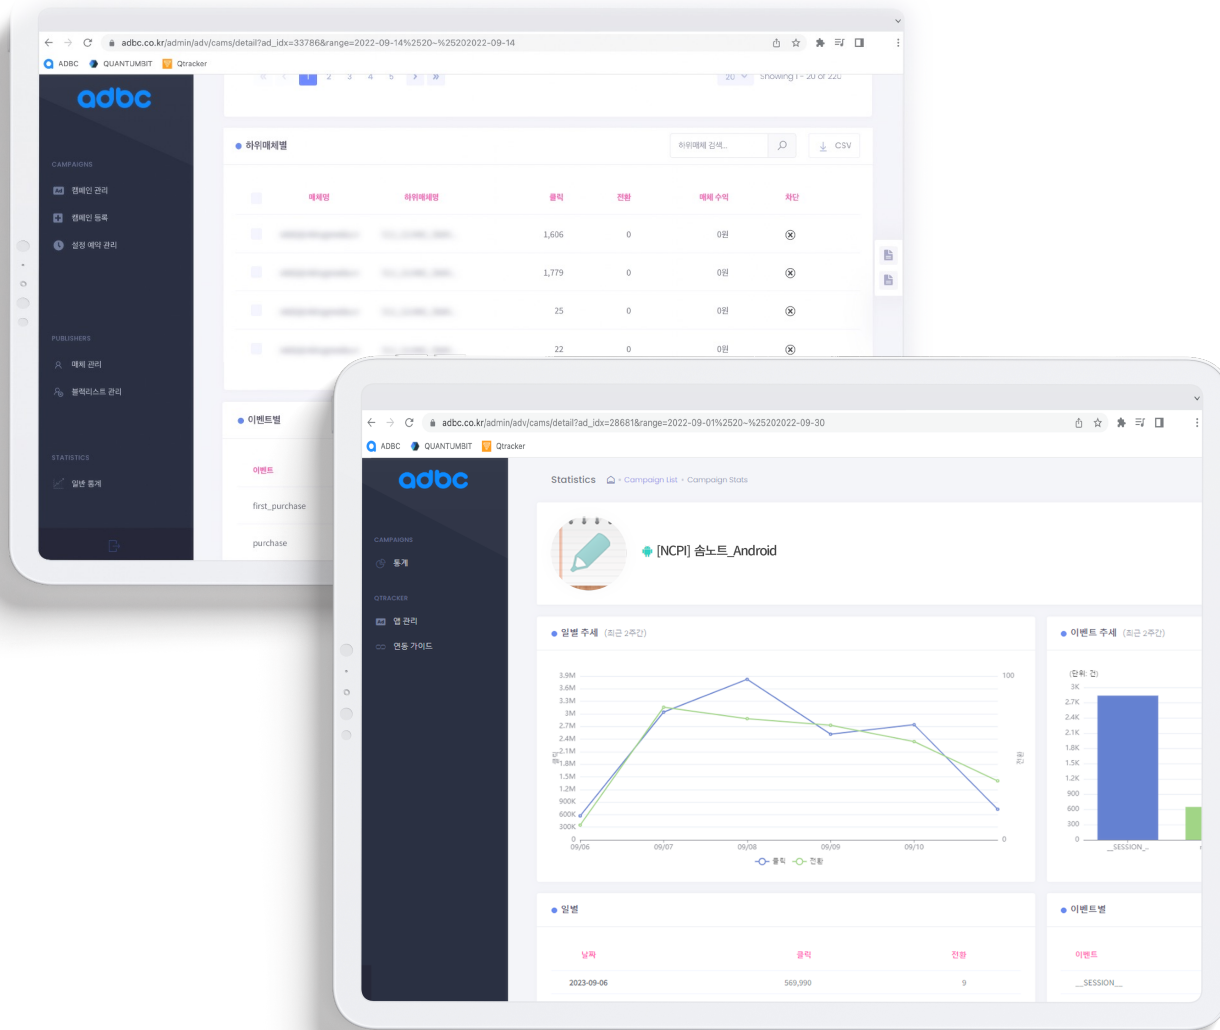 adbc.co.kr/admin/adv/cams/detail?ad_idx=33786&range=2022-09-14%2520~%25202022-09-14
ADBC QUANTUMBIT Qtracker
adbc
« ‹ 1 2 3 4 5 › »
20 Showing 1 - 20 of 220
하위매체별
하위매체 검색...
CSV
CAMPAIGNS
캠페인 관리
캠페인 등록
설정 예약 관리
PUBLISHERS
매체 관리
블랙리스트 관리
STATISTICS
일반 통계
매체명 하위매체명 클릭 전환 매체 수익 차단
1,606 0 0원
1,779 0 0원
25 0 0원
22 0 0원
이벤트별
이벤트
first_purchase
purchase
adbc.co.kr/admin/adv/cams/detail?ad_idx=28681&range=2022-09-01%2520~%25202022-09-30
ADBC QUANTUMBIT Qtracker
adbc
CAMPAIGNS
통계
QTRACKER
앱 관리
연동 가이드
Statistics - Campaign List - Campaign Stats
[NCPI] 솜노트_Android
일별 추세 (최근 2주간)
3.9M
3.6M
3.3M
3M
2.7M
2.4M
2.1M
1.8M
1.5M
1.2M
900K
600K
300K
0
클릭
100
0
전환
09/06 09/07 09/08 09/09 09/10
클릭 전환
이벤트 추세 (최근 2주간)
(단위: 건)
3K
2.7K
2.4K
2.1K
1.8K
1.5K
1.2K
900
600
300
0
__SESSION_..
일별
날짜 클릭 전환
2023-09-06 569,990 9
이벤트별
이벤트
__SESSION__